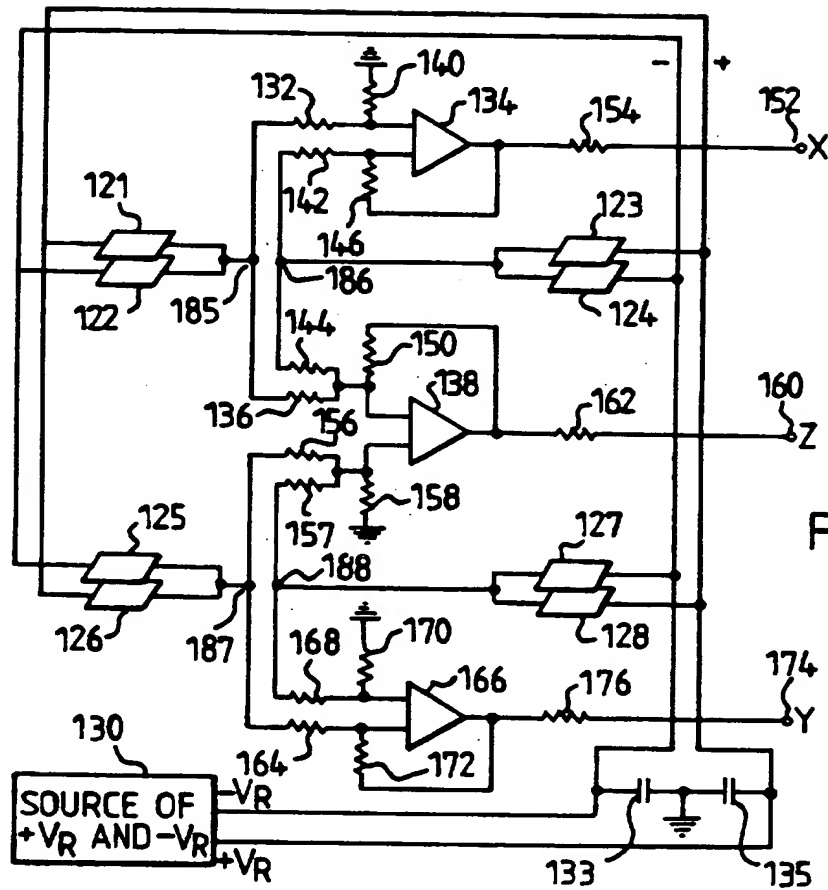 − +
132 140 134 154 152 X
121 142 146 123
122 185 186 124
144 150 138 160
136 156 162 Z
157 158
125 127
126 187 188 128
168 170 166 176 174 Y
164 172
130
SOURCE OF
+VR AND −VR
−VR
+VR
133 135
F